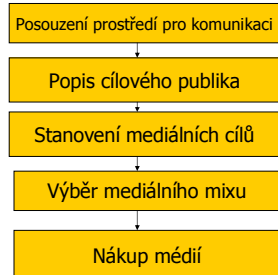 Posouzení prostředí pro komunikaci
Popis cílového publika
Stanovení mediálních cílů
Výběr mediálního mixu
Nákup médií